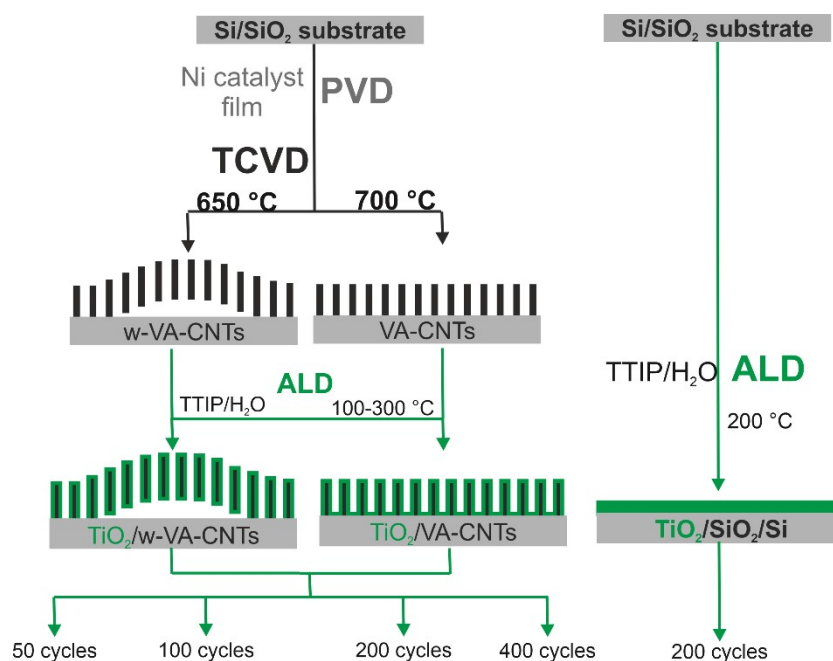 Si/SiO₂ substrate
Si/SiO₂ substrate
Ni catalyst
film
PVD
TCVD
650 °C
700 °C
w-VA-CNTs
VA-CNTs
ALD
TTIP/H₂O
100-300 °C
TTIP/H₂O
ALD
200 °C
TiO₂/w-VA-CNTs
TiO₂/VA-CNTs
TiO₂/SiO₂/Si
50 cycles
100 cycles
200 cycles
400 cycles
200 cycles